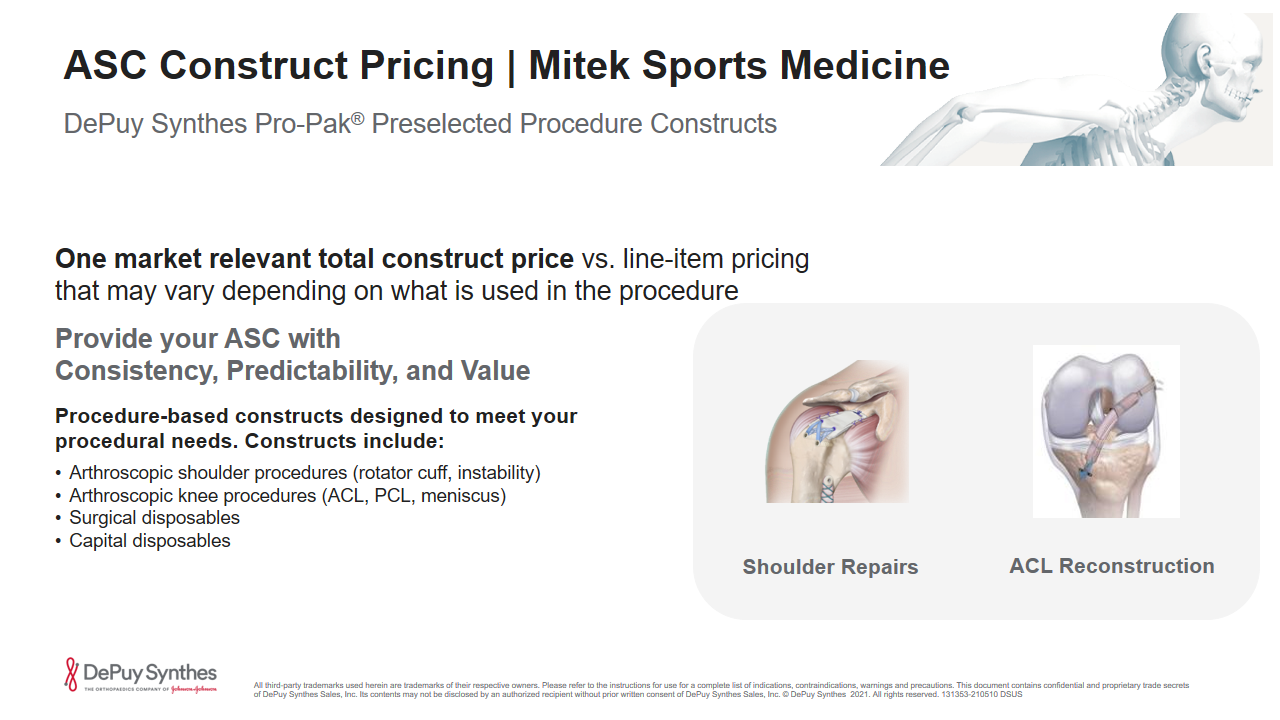 ASC Construct Pricing | Mitek Sports Medicine
DePuy Synthes Pro-Pak® Preselected Procedure Constructs
One market relevant total construct price vs. line-item pricing
that may vary depending on what is used in the procedure
Provide your ASC with
Consistency, Predictability, and Value
Procedure-based constructs designed to meet your
procedural needs. Constructs include:
• Arthroscopic shoulder procedures (rotator cuff, instability)
• Arthroscopic knee procedures (ACL, PCL, meniscus)
• Surgical disposables
• Capital disposables
Shoulder Repairs
ACL Reconstruction
DePuy Synthes
THE ORTHOPAEDICS COMPANY OF Johnson & Johnson
All third-party trademarks used herein are trademarks of their respective owners. Please refer to the instructions for use for a complete list of indications, contraindications, warnings and precautions. This document contains confidential and proprietary trade secrets
of DePuy Synthes Sales, Inc. Its contents may not be disclosed by an authorized recipient without prior written consent of DePuy Synthes Sales, Inc. © DePuy Synthes 2021. All rights reserved. 131353-210510 DSUS